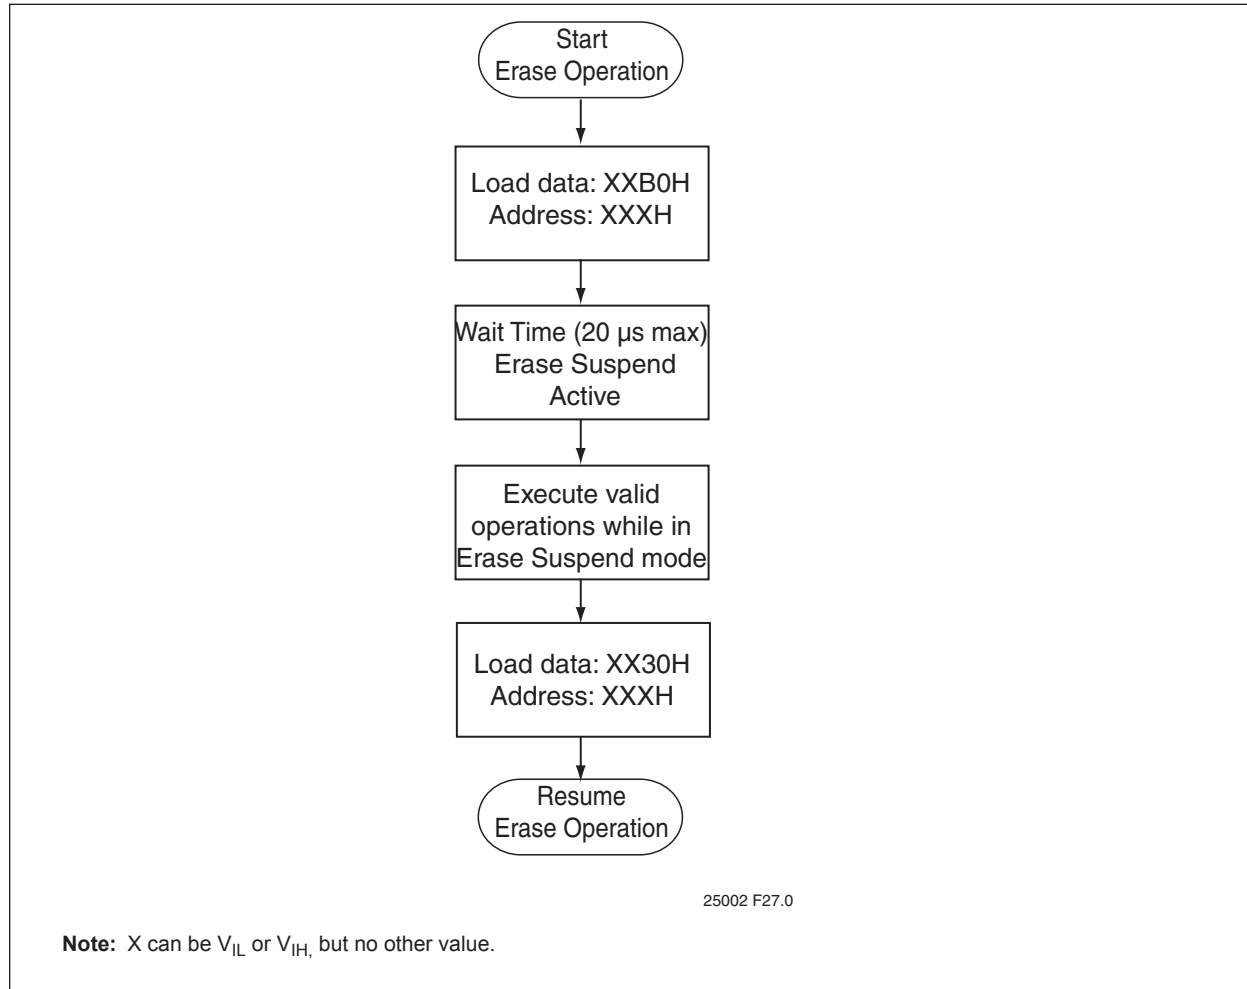 Start
Erase Operation
Load data: XXB0H
Address: XXXH
Wait Time (20 µs max)
Erase Suspend
Active
Execute valid
operations while in
Erase Suspend mode
Load data: XX30H
Address: XXXH
Resume
Erase Operation
25002 F27.0
Note: X can be VIL or VIH, but no other value.